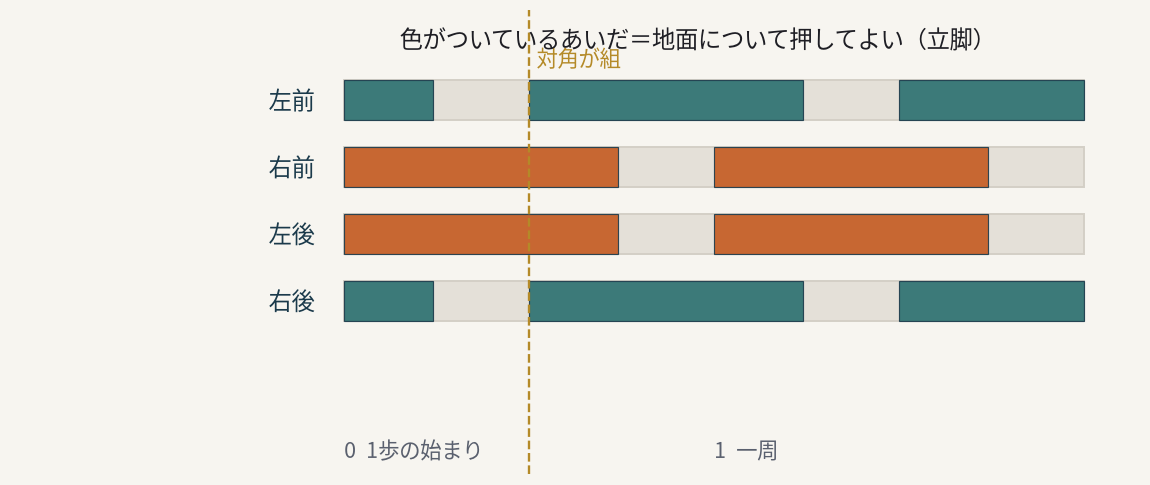 色がついているあいだ＝地面について押してよい（立脚）
対角が組
左前
右前
左後
右後
0 1歩の始まり
1 一周